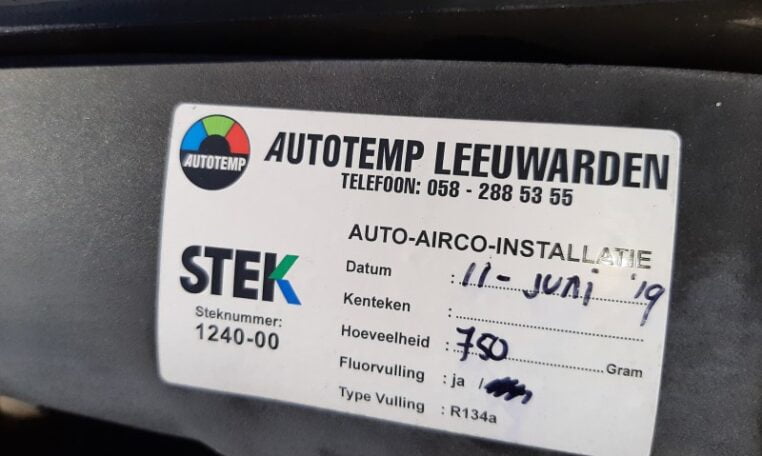 AUTOTEMP
AUTOTEMP LEEUWARDEN
TELEFOON: 058 - 288 53 55
STEK
Steknummer:
1240-00
AUTO-AIRCO-INSTALLATIE
Datum : 11 - juni '19
Kenteken :
Hoeveelheid : 750 Gram
Fluorvulling : ja /
Type Vulling : R134a